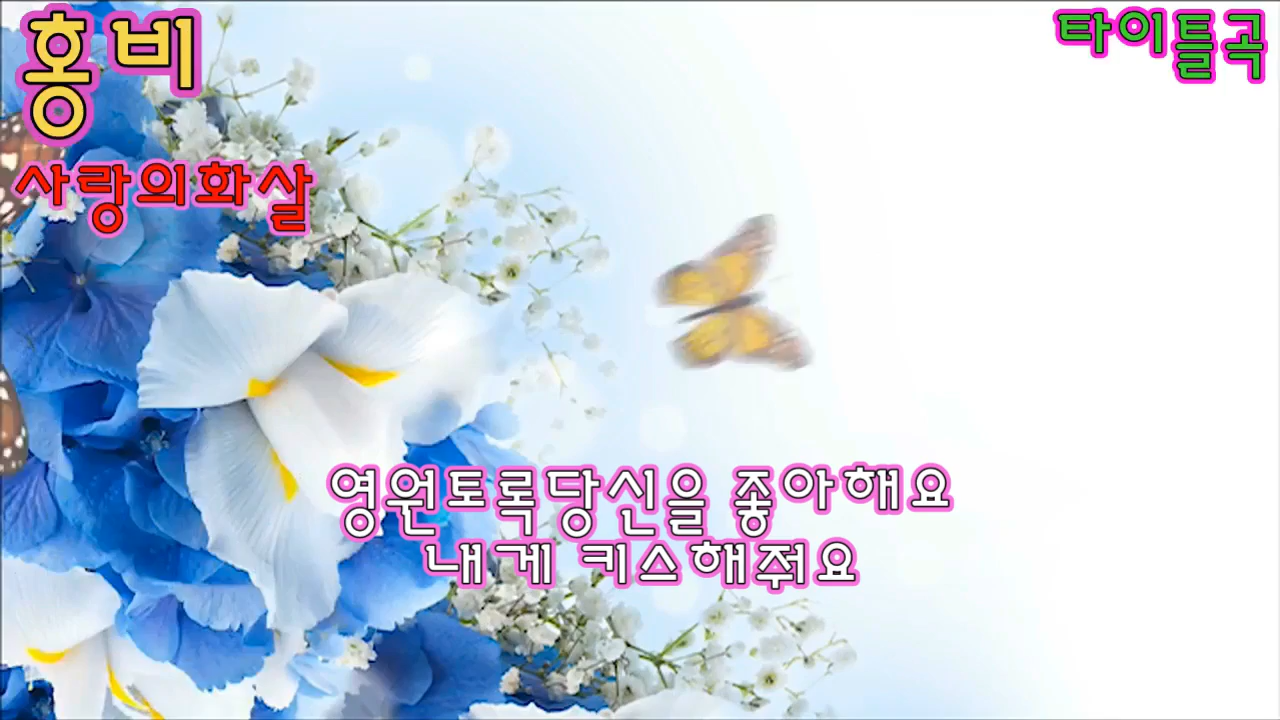 홍비
타이틀곡
사랑의화살
영원토록당신을 좋아해요
내게 키스해줘요